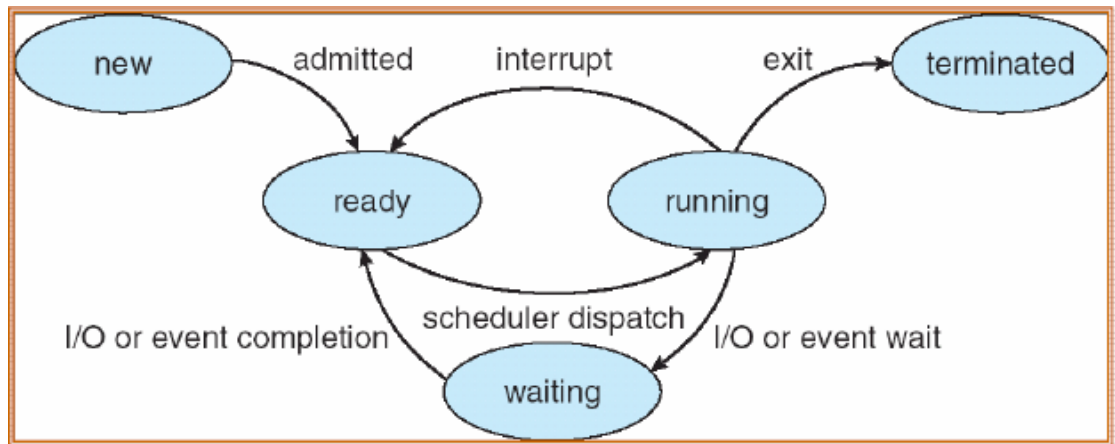 new
admitted
interrupt
exit
terminated
ready
running
scheduler dispatch
I/O or event completion
I/O or event wait
waiting